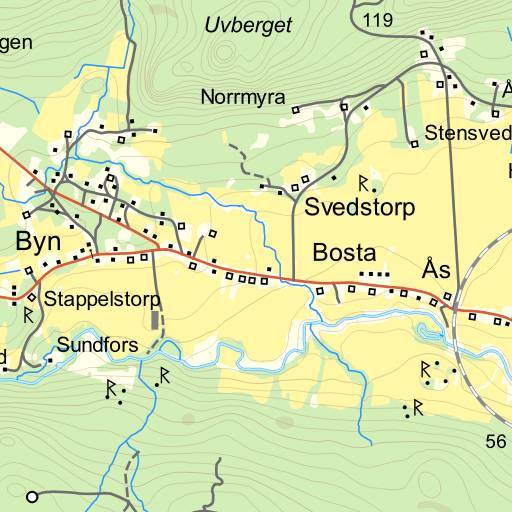 Uvberget
119
gen
Norrmyra
Å
Stensved
Svedstorp
Byn
Bosta
Ås
Stappelstorp
Sundfors
d
56